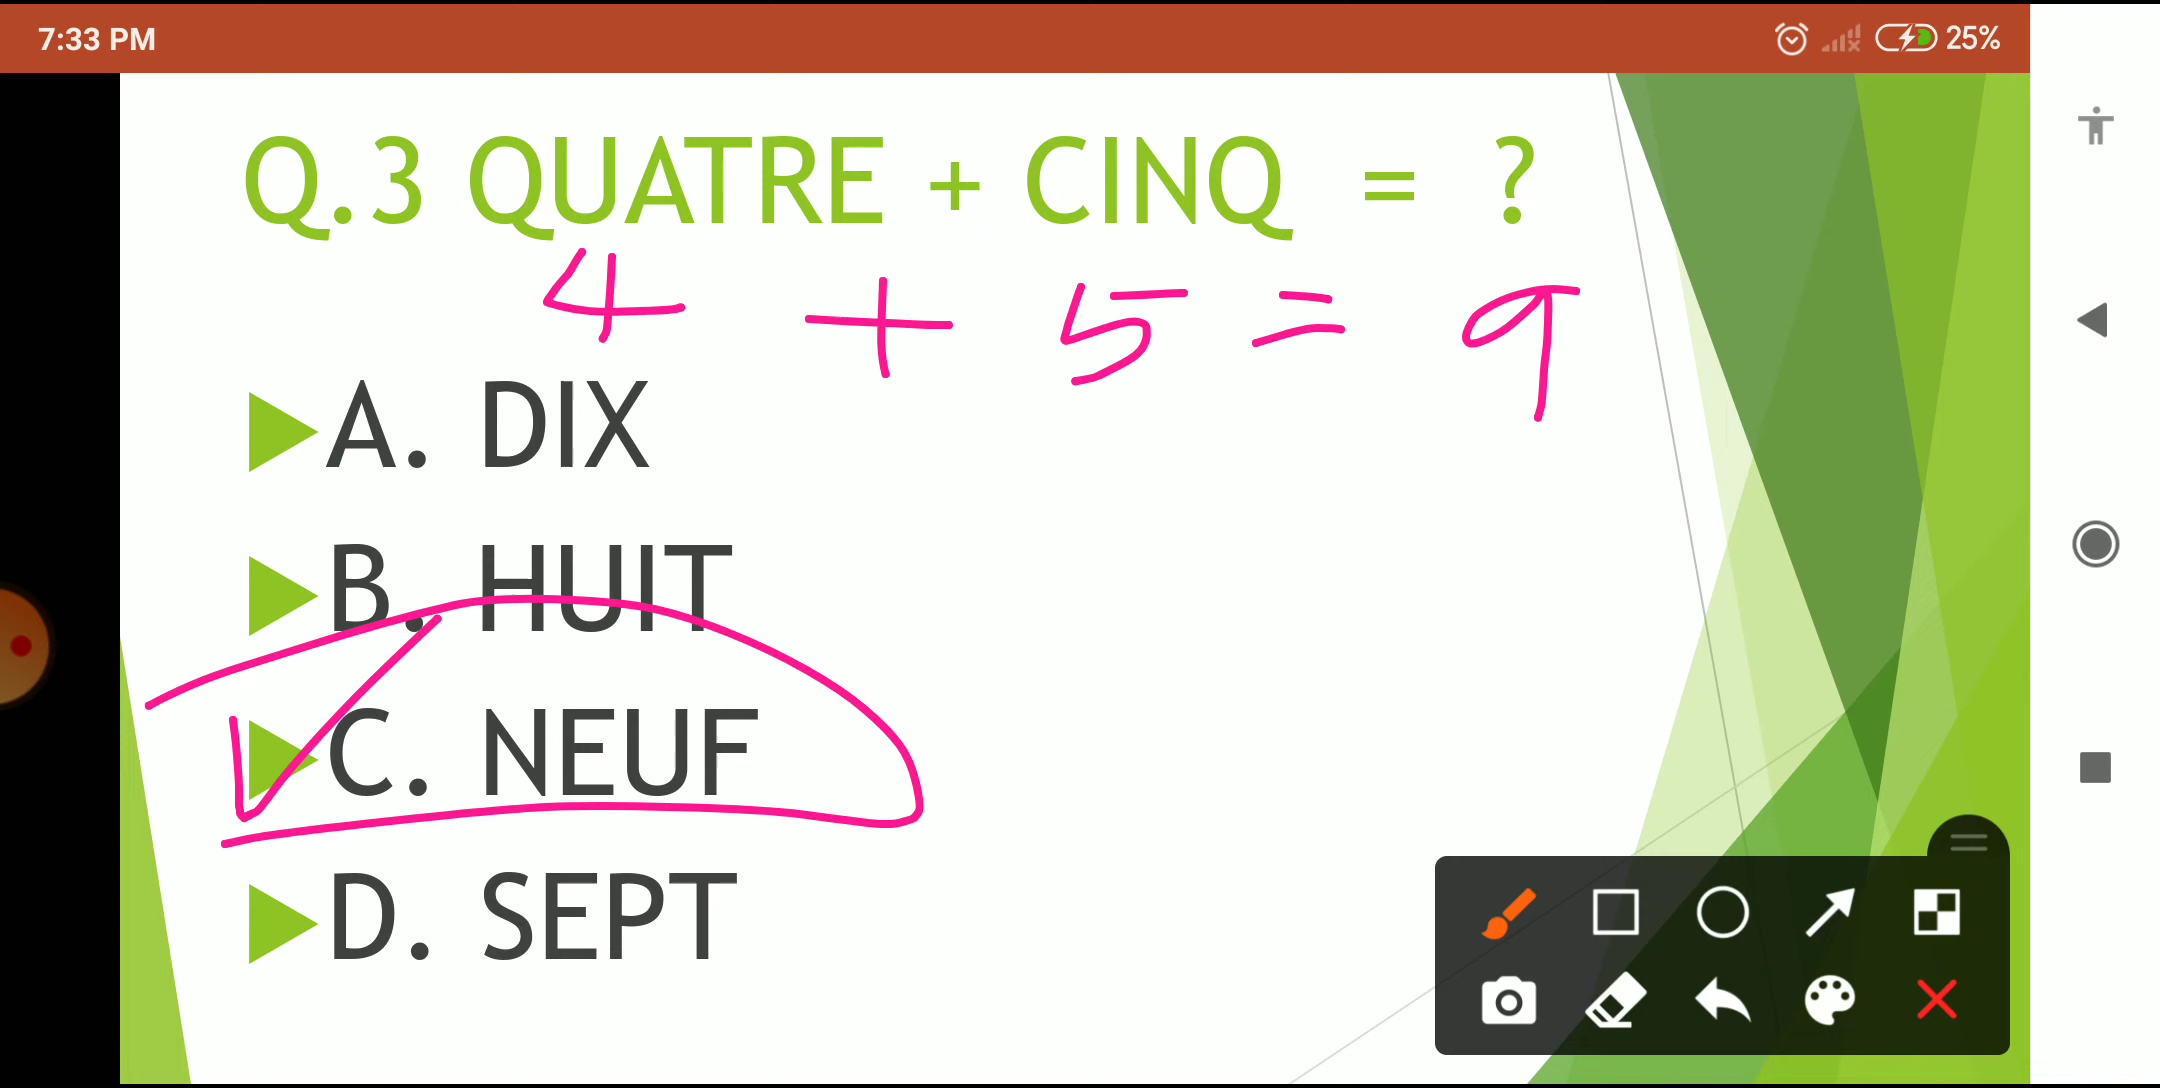 7:33 PM 25%
Q.3 QUATRE + CINQ = ?
4 + 5 = 9
A. DIX
B. HUIT
C. NEUF
D. SEPT